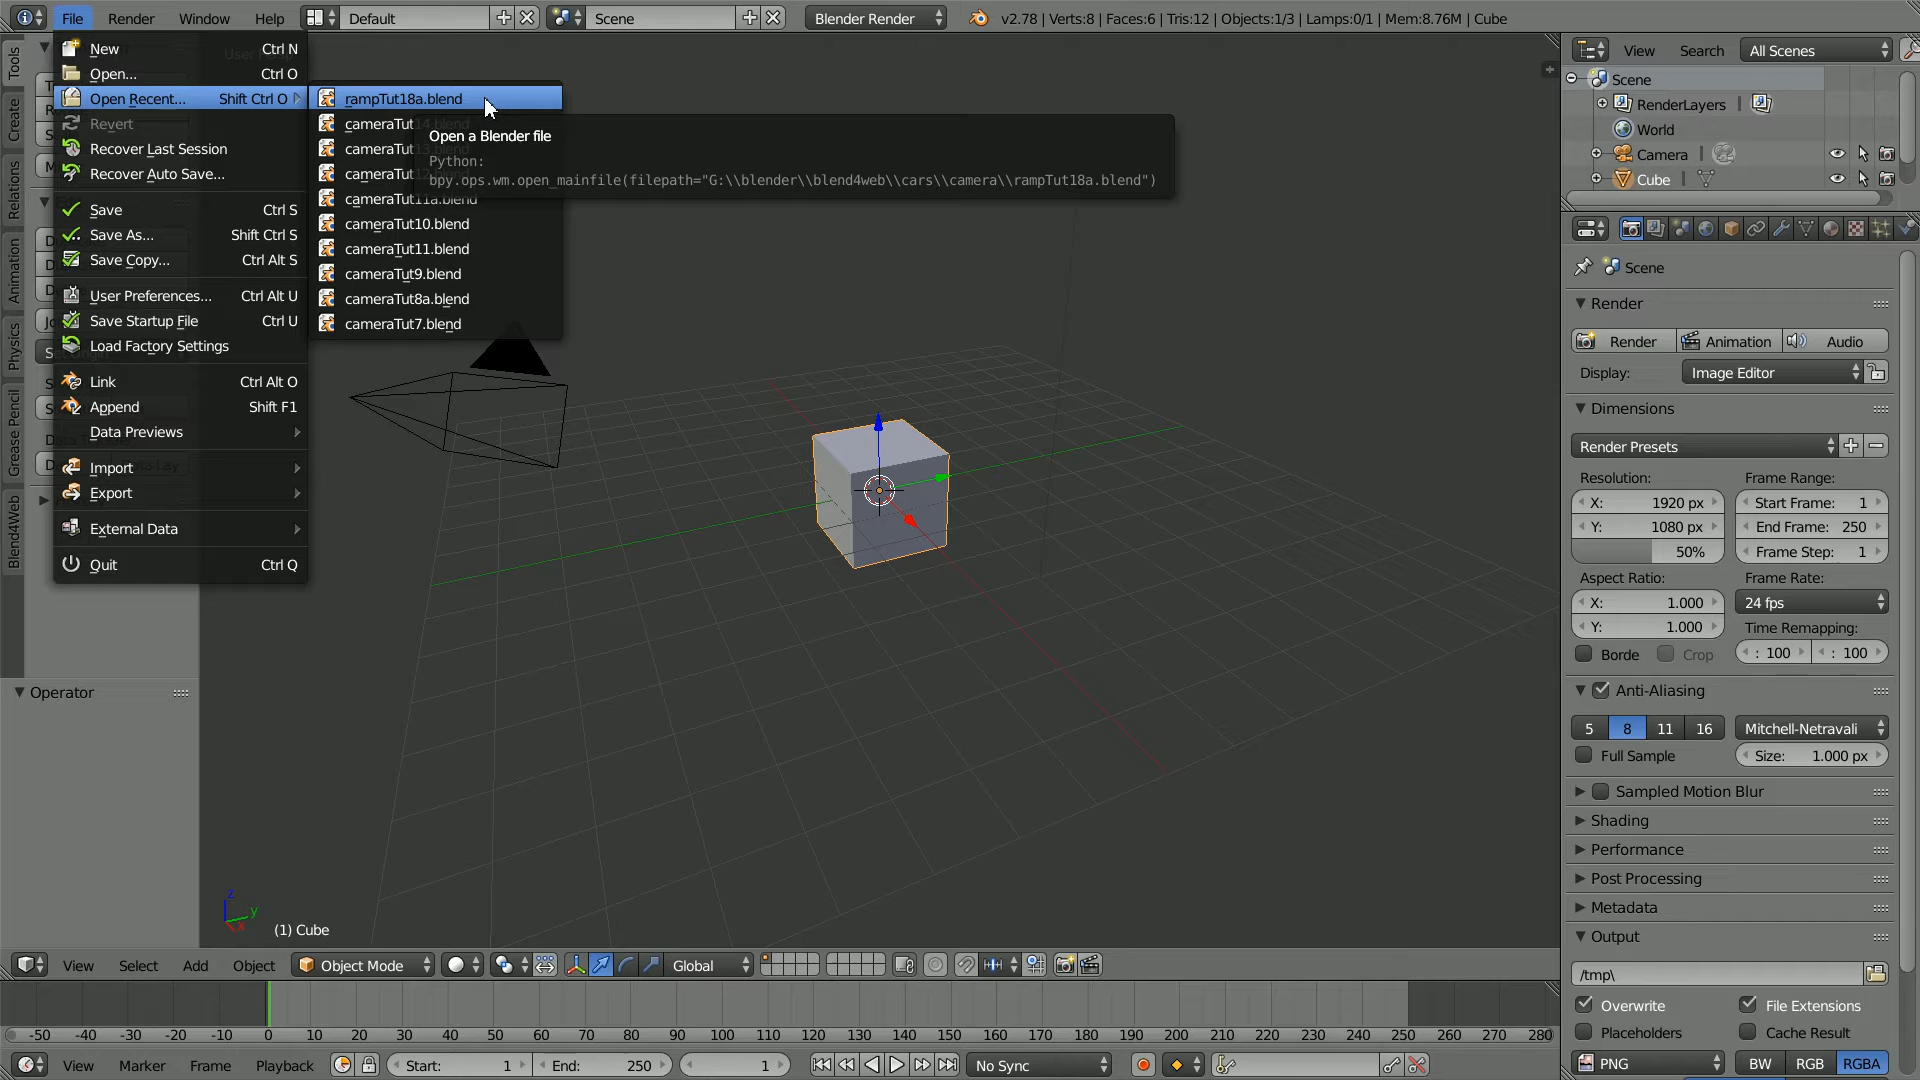 File Render Window Help Default Scene Blender Render v2.78 | Verts:8 | Faces:6 | Tris:12 | Objects:1/3 | Lamps:0/1 | Mem:8.76M | Cube
New Ctrl N
Open... Ctrl O
Open Recent... Shift Ctrl O
Revert
Recover Last Session
Recover Auto Save...
Save Ctrl S
Save As... Shift Ctrl S
Save Copy... Ctrl Alt S
User Preferences... Ctrl Alt U
Save Startup File Ctrl U
Load Factory Settings
Link Ctrl Alt O
Append Shift F1
Data Previews
Import
Export
External Data
Quit Ctrl Q
rampTut18a.blend
cameraTut
cameraTut
cameraTut
cameraTut11a.blend
cameraTut10.blend
cameraTut11.blend
cameraTut9.blend
cameraTut8a.blend
cameraTut7.blend
Open a Blender file
Python:
bpy.ops.wm.open_mainfile(filepath="G:\\blender\\blend4web\\cars\\camera\\rampTut18a.blend")
Tools
Create
Relations
Animation
Physics
Grease Pencil
Blend4Web
Operator
z
y
x
(1) Cube
View Search All Scenes
Scene
RenderLayers
World
Camera
Cube
Scene
Render
Render Animation Audio
Display: Image Editor
Dimensions
Render Presets
Resolution: Frame Range:
X: 1920 px Start Frame: 1
Y: 1080 px End Frame: 250
50% Frame Step: 1
Aspect Ratio: Frame Rate:
X: 1.000 24 fps
Y: 1.000 Time Remapping:
Borde Crop : 100 : 100
Anti-Aliasing
5 8 11 16 Mitchell-Netravali
Full Sample Size: 1.000 px
Sampled Motion Blur
Shading
Performance
Post Processing
Metadata
Output
/tmp\
Overwrite File Extensions
Placeholders Cache Result
PNG BW RGB RGBA
View Select Add Object Object Mode Global
-50 -40 -30 -20 -10 0 10 20 30 40 50 60 70 80 90 100 110 120 130 140 150 160 170 180 190 200 210 220 230 240 250 260 270 280
View Marker Frame Playback Start: 1 End: 250 1 No Sync